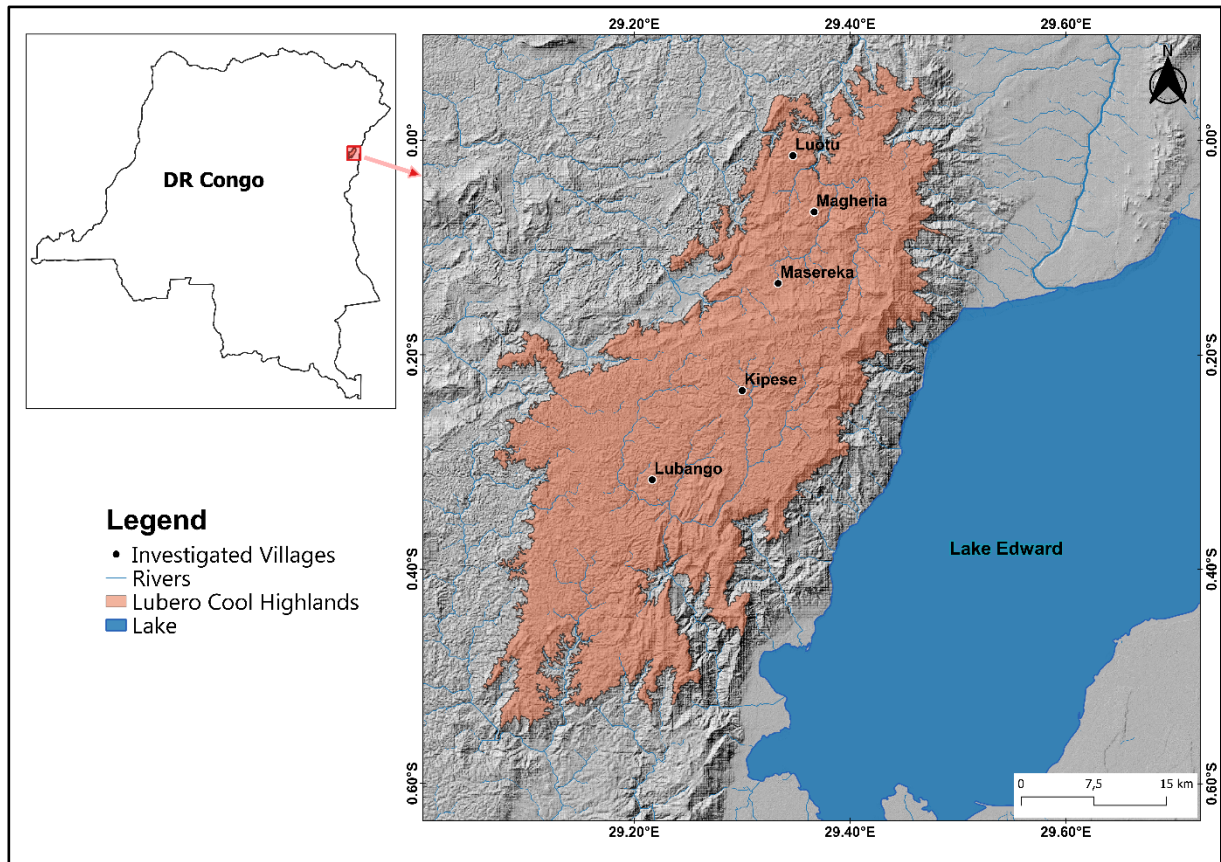 29.20°E 29.40°E 29.60°E
DR Congo
N
0.00°
0.00°
Luotu
Magheria
Masereka
0.20°S
0.20°S
Kipese
Lubango
Legend
Investigated Villages
Rivers
Lubero Cool Highlands
Lake
Lake Edward
0.40°S
0.40°S
0.60°S
0.60°S
0 7,5 15 km
29.20°E 29.40°E 29.60°E